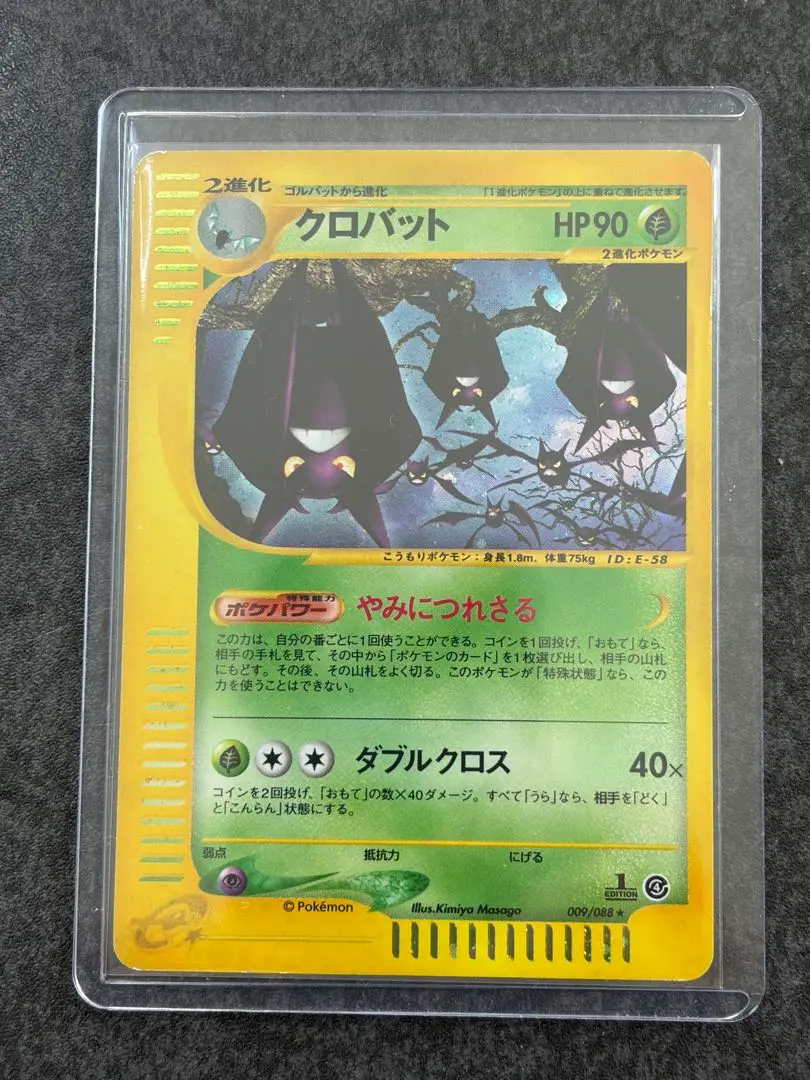 2進化 ゴルバットから進化 「1進化ポケモン」の上に重ねて進化させます。
クロバット HP90
2進化ポケモン
こうもりポケモン：身長1.8m、体重75kg ID:E-58
特殊能力
ポケパワー やみにつれさる
この力は、自分の番ごとに1回使うことができる。コインを1回投げ、「おもて」なら、
相手の手札を見て、その中から「ポケモンのカード」を1枚選び出し、相手の山札
にもどす。その後、その山札をよく切る。このポケモンが「特殊状態」なら、この
力を使うことはできない。
ダブルクロス 40×
コインを2回投げ、「おもて」の数×40ダメージ。すべて「うら」なら、相手を「どく」
と「こんらん」状態にする。
弱点 抵抗力 にげる
1
EDITION
4
©Pokémon Illus.Kimiya Masago 009/088★